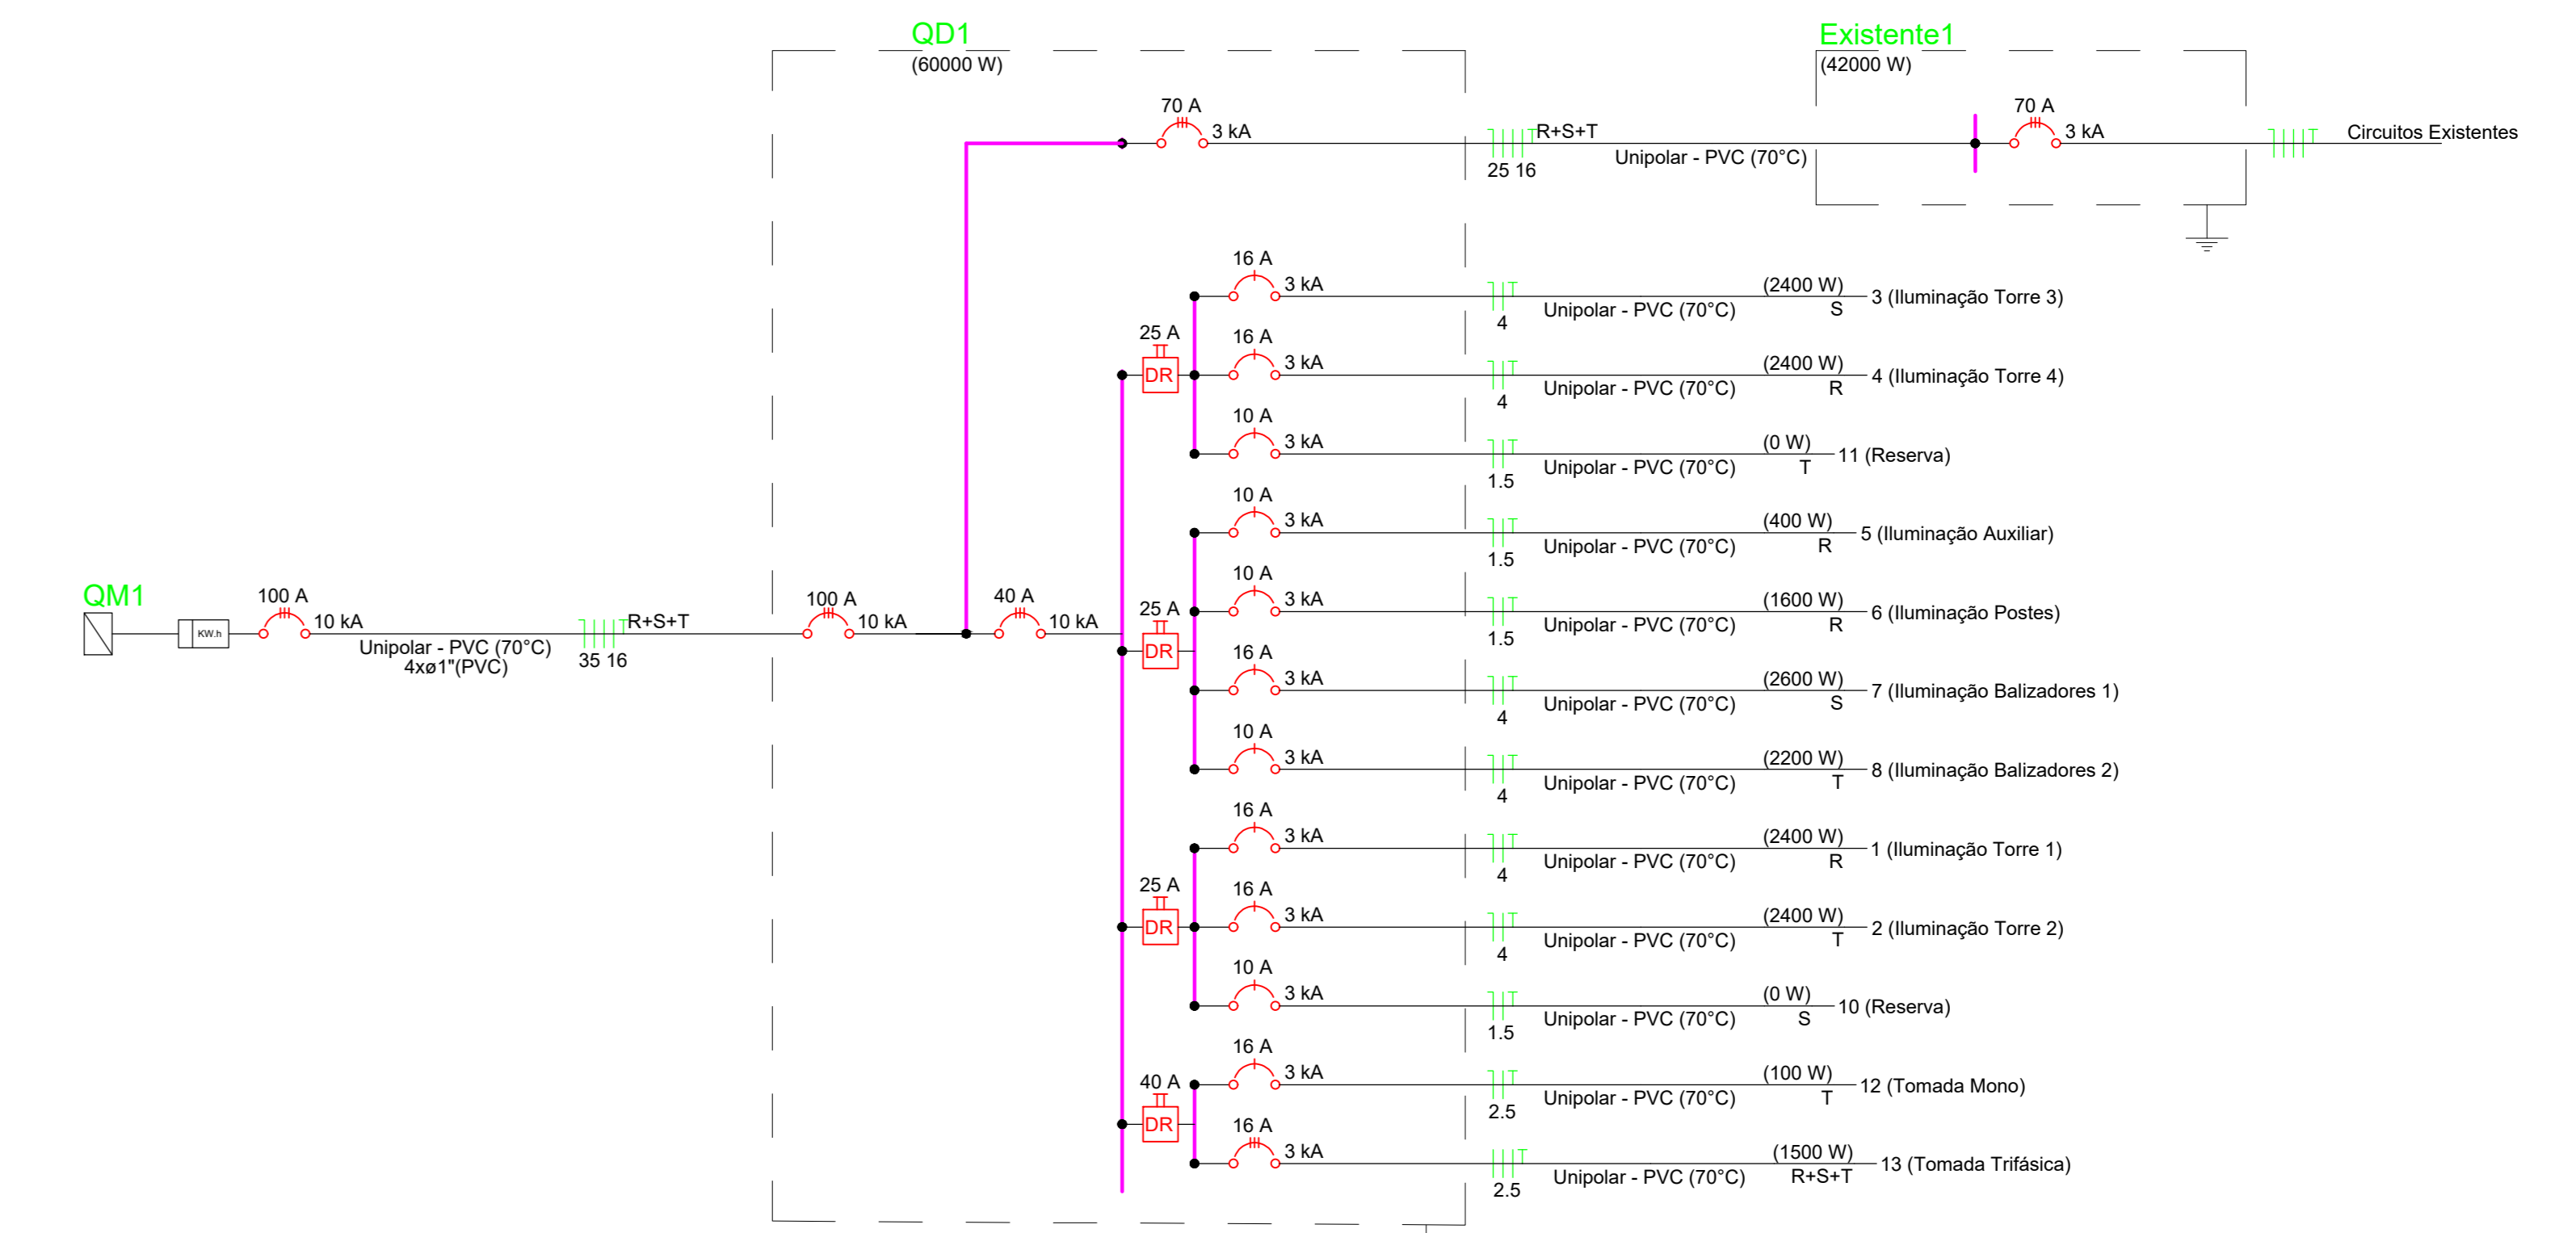 QD1
(60000 W)
Existente1
(42000 W)
70 A
3 kA
R+S+T
25 16
Unipolar - PVC (70°C)
70 A
3 kA
T
Circuitos Existentes
16 A
3 kA
T
4
Unipolar - PVC (70°C)
(2400 W)
S
3 (Iluminação Torre 3)
25 A
DR
16 A
3 kA
T
4
Unipolar - PVC (70°C)
(2400 W)
R
4 (Iluminação Torre 4)
10 A
3 kA
T
1.5
Unipolar - PVC (70°C)
(0 W)
T
11 (Reserva)
10 A
3 kA
T
1.5
Unipolar - PVC (70°C)
(400 W)
R
5 (Iluminação Auxiliar)
QM1
KW.h
100 A
10 kA
Unipolar - PVC (70°C)
4xø1"(PVC)
T
R+S+T
35 16
100 A
10 kA
40 A
10 kA
25 A
DR
10 A
3 kA
T
1.5
Unipolar - PVC (70°C)
(1600 W)
R
6 (Iluminação Postes)
16 A
3 kA
T
4
Unipolar - PVC (70°C)
(2600 W)
S
7 (Iluminação Balizadores 1)
10 A
3 kA
T
4
Unipolar - PVC (70°C)
(2200 W)
T
8 (Iluminação Balizadores 2)
16 A
3 kA
T
4
Unipolar - PVC (70°C)
(2400 W)
R
1 (Iluminação Torre 1)
25 A
DR
16 A
3 kA
T
4
Unipolar - PVC (70°C)
(2400 W)
T
2 (Iluminação Torre 2)
10 A
3 kA
T
1.5
Unipolar - PVC (70°C)
(0 W)
S
10 (Reserva)
40 A
DR
16 A
3 kA
T
2.5
Unipolar - PVC (70°C)
(100 W)
T
12 (Tomada Mono)
16 A
3 kA
T
2.5
Unipolar - PVC (70°C)
(1500 W)
R+S+T
13 (Tomada Trifásica)